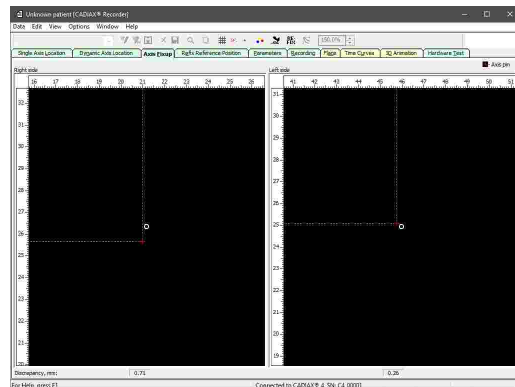 Unknown patient [CADIAX® Recorder]
Data Edit View Options Window Help
150.0%
Single Axis Location Dynamic Axis Location Axis Fixup Refix Reference Position Parameters Recording Maps Time Curves 3D Animation Hardware Test
Axis pin
Right side Left side
16 17 18 19 20 21 22 23 24 25 26 41 42 43 44 45 46 47 48 49 50 51
32 31
31 30
30 29
29 28
28 27
27 26
26 25
25 24
24 23
23 22
22 21
21 20
20 19
Discrepancy, mm: 0.71 0.26
For Help, press F1 Connected to CADIAX® 4, SN: C4.00001